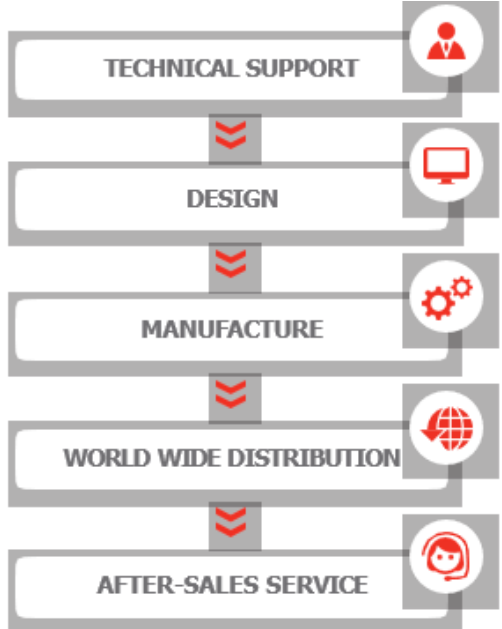 TECHNICAL SUPPORT
DESIGN
MANUFACTURE
WORLD WIDE DISTRIBUTION
AFTER-SALES SERVICE